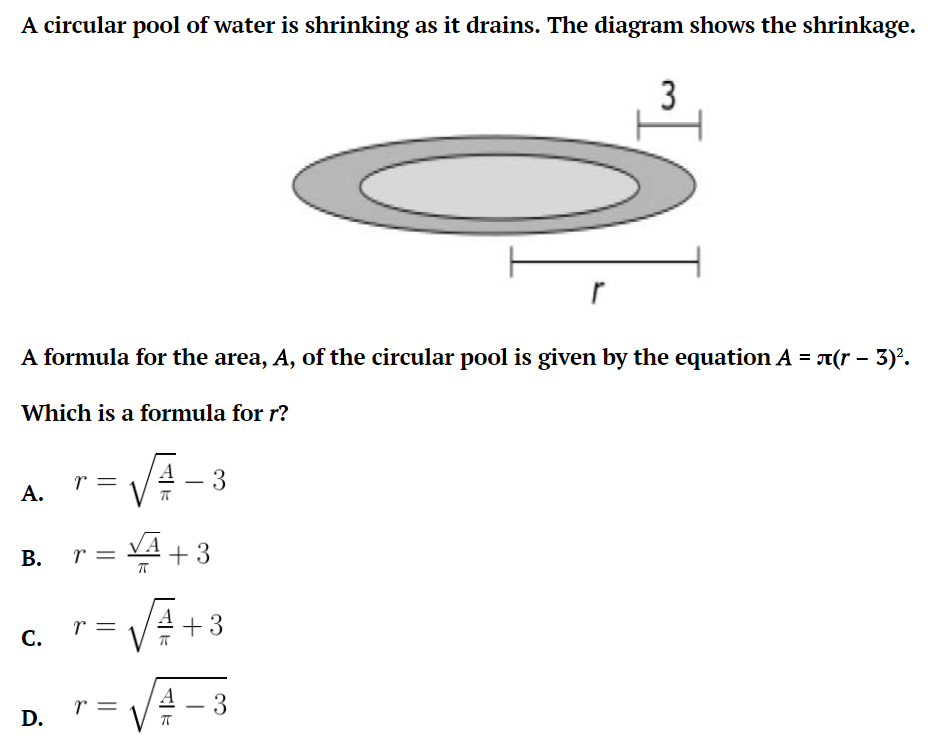 A circular pool of water is shrinking as it drains. The diagram shows the shrinkage.
3
r
A formula for the area, A, of the circular pool is given by the equation A = π(r – 3)².
Which is a formula for r?
A. r = √(A/π) – 3
B. r = √A/π + 3
C. r = √(A/π) + 3
D. r = √(A/π – 3)